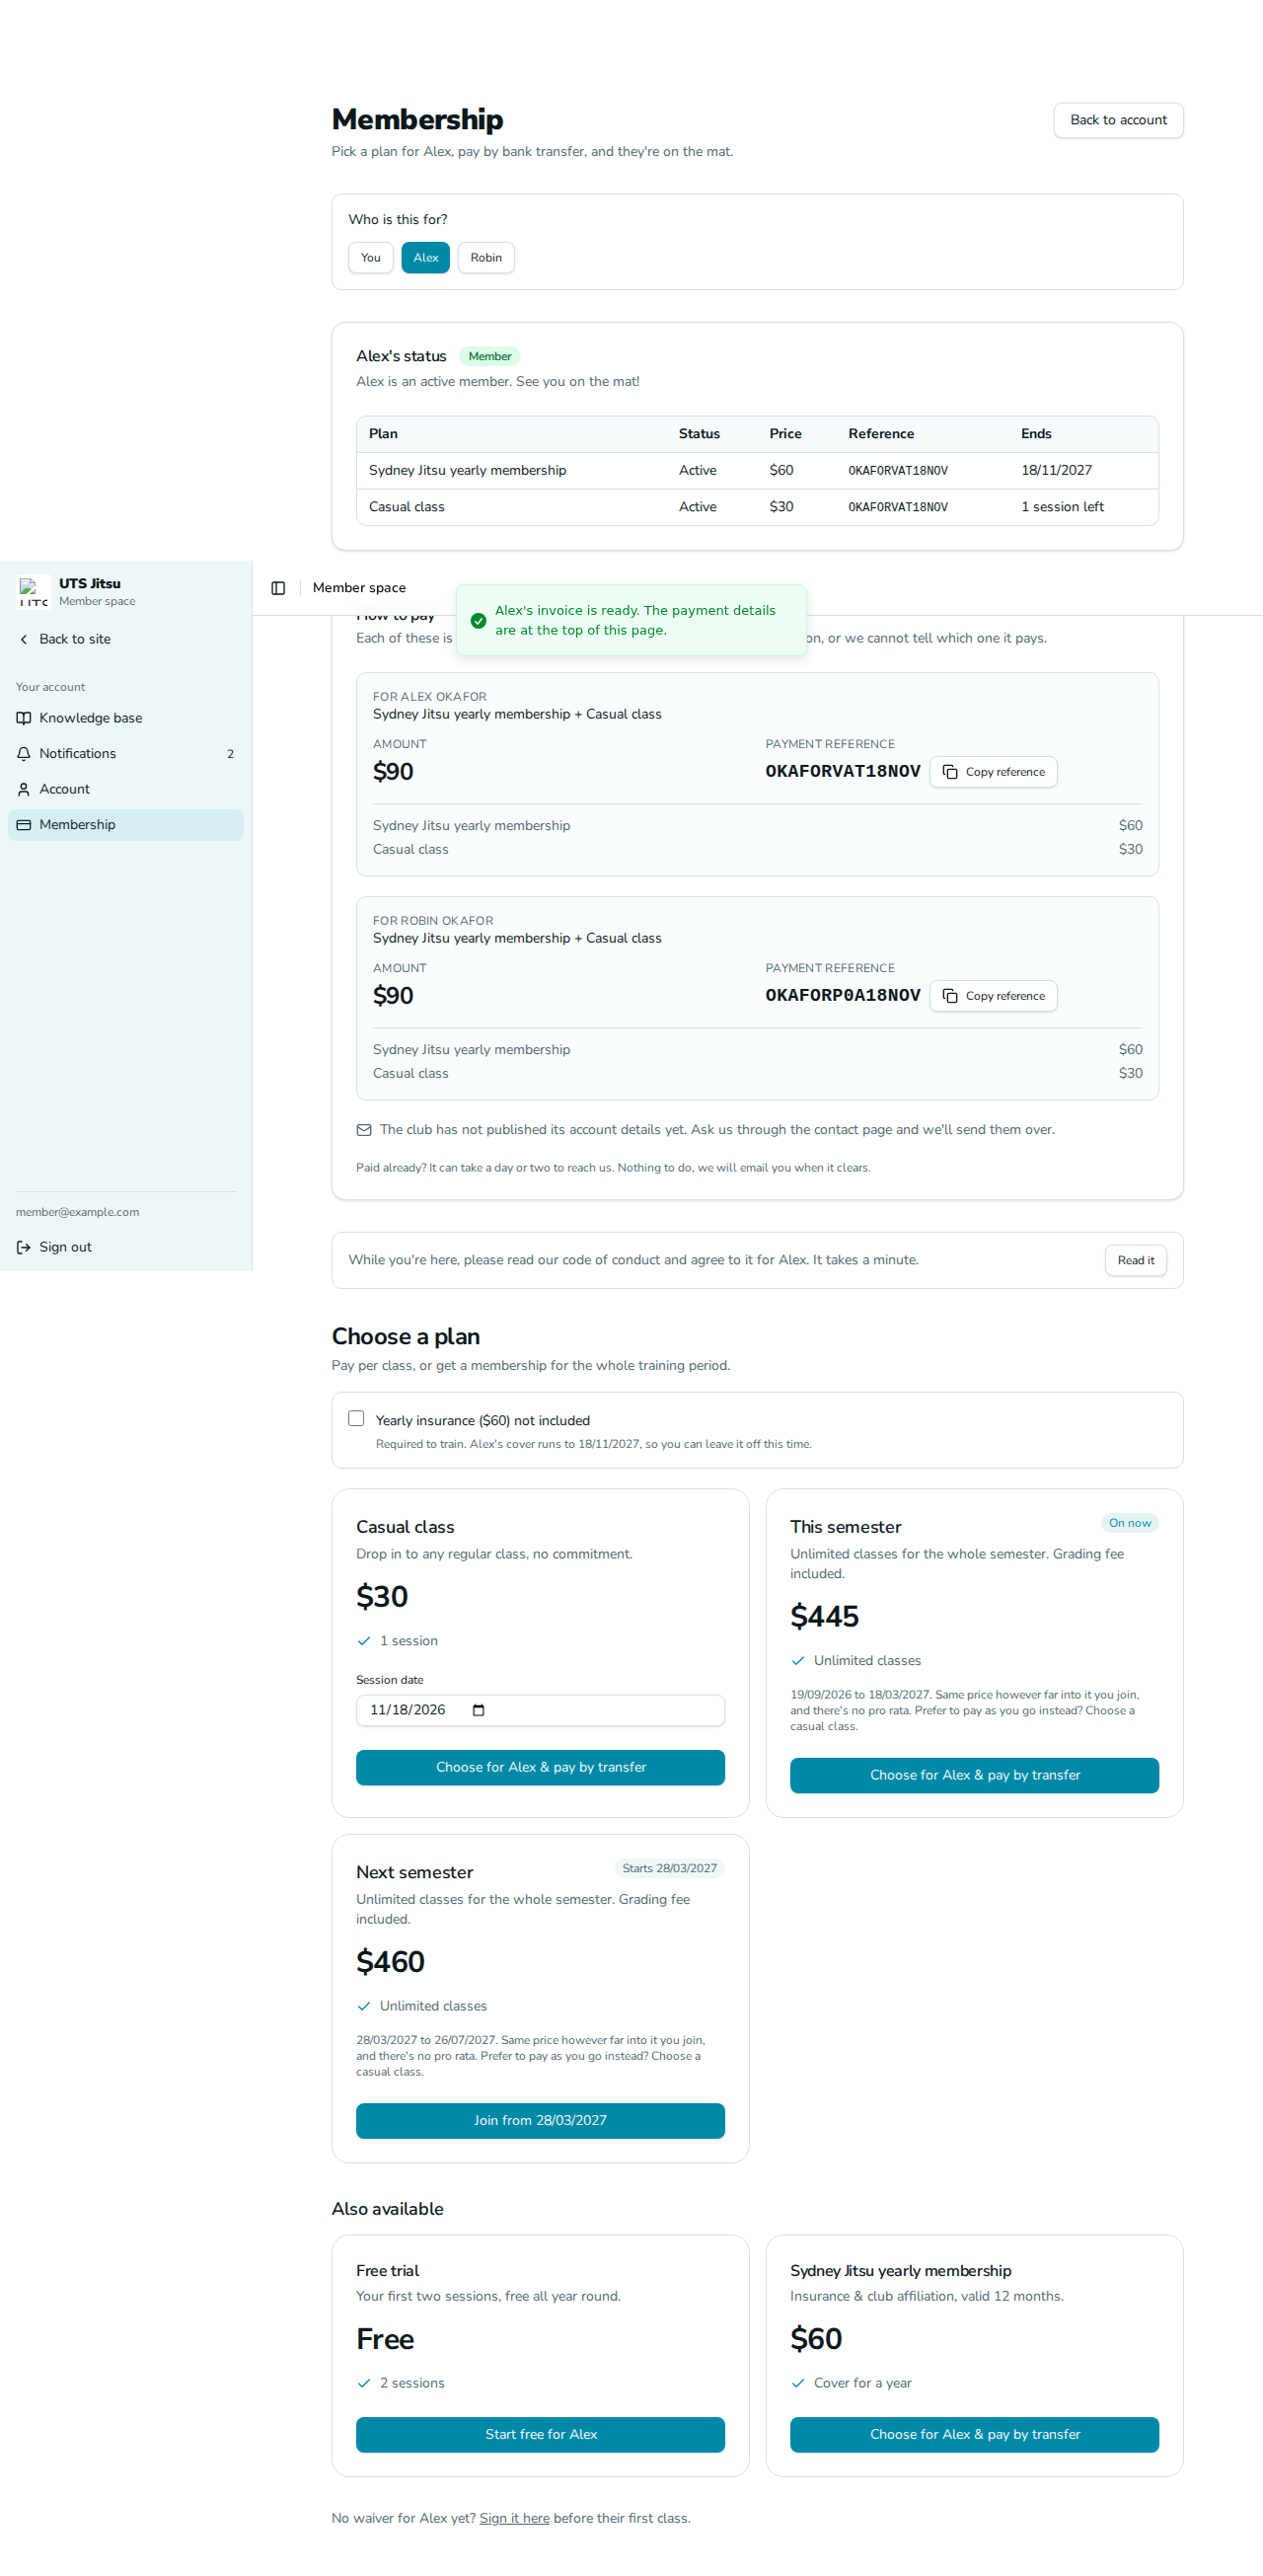 Membership
Back to account
Pick a plan for Alex, pay by bank transfer, and they're on the mat.
Who is this for?
You
Alex
Robin
Alex's status
Member
Alex is an active member. See you on the mat!
Plan Status Price Reference Ends
Sydney Jitsu yearly membership Active $60 OKAFORVAT18NOV 18/11/2027
Casual class Active $30 OKAFORVAT18NOV 1 session left
UTS Jitsu
Member space
Back to site
Your account
Knowledge base
Notifications 2
Account
Membership
member@example.com
Sign out
Member space
Alex's invoice is ready. The payment details
are at the top of this page.
How to pay
Each of these is
on, or we cannot tell which one it pays.
FOR ALEX OKAFOR
Sydney Jitsu yearly membership + Casual class
AMOUNT
$90
PAYMENT REFERENCE
OKAFORVAT18NOV
Copy reference
Sydney Jitsu yearly membership $60
Casual class $30
FOR ROBIN OKAFOR
Sydney Jitsu yearly membership + Casual class
AMOUNT
$90
PAYMENT REFERENCE
OKAFORP0A18NOV
Copy reference
Sydney Jitsu yearly membership $60
Casual class $30
The club has not published its account details yet. Ask us through the contact page and we'll send them over.
Paid already? It can take a day or two to reach us. Nothing to do, we will email you when it clears.
While you're here, please read our code of conduct and agree to it for Alex. It takes a minute.
Read it
Choose a plan
Pay per class, or get a membership for the whole training period.
Yearly insurance ($60) not included
Required to train. Alex's cover runs to 18/11/2027, so you can leave it off this time.
Casual class
Drop in to any regular class, no commitment.
$30
1 session
Session date
11/18/2026
Choose for Alex & pay by transfer
This semester
On now
Unlimited classes for the whole semester. Grading fee
included.
$445
Unlimited classes
19/09/2026 to 18/03/2027. Same price however far into it you join,
and there's no pro rata. Prefer to pay as you go instead? Choose a
casual class.
Choose for Alex & pay by transfer
Next semester
Starts 28/03/2027
Unlimited classes for the whole semester. Grading fee
included.
$460
Unlimited classes
28/03/2027 to 26/07/2027. Same price however far into it you join,
and there's no pro rata. Prefer to pay as you go instead? Choose a
casual class.
Join from 28/03/2027
Also available
Free trial
Your first two sessions, free all year round.
Free
2 sessions
Start free for Alex
Sydney Jitsu yearly membership
Insurance & club affiliation, valid 12 months.
$60
Cover for a year
Choose for Alex & pay by transfer
No waiver for Alex yet? Sign it here before their first class.